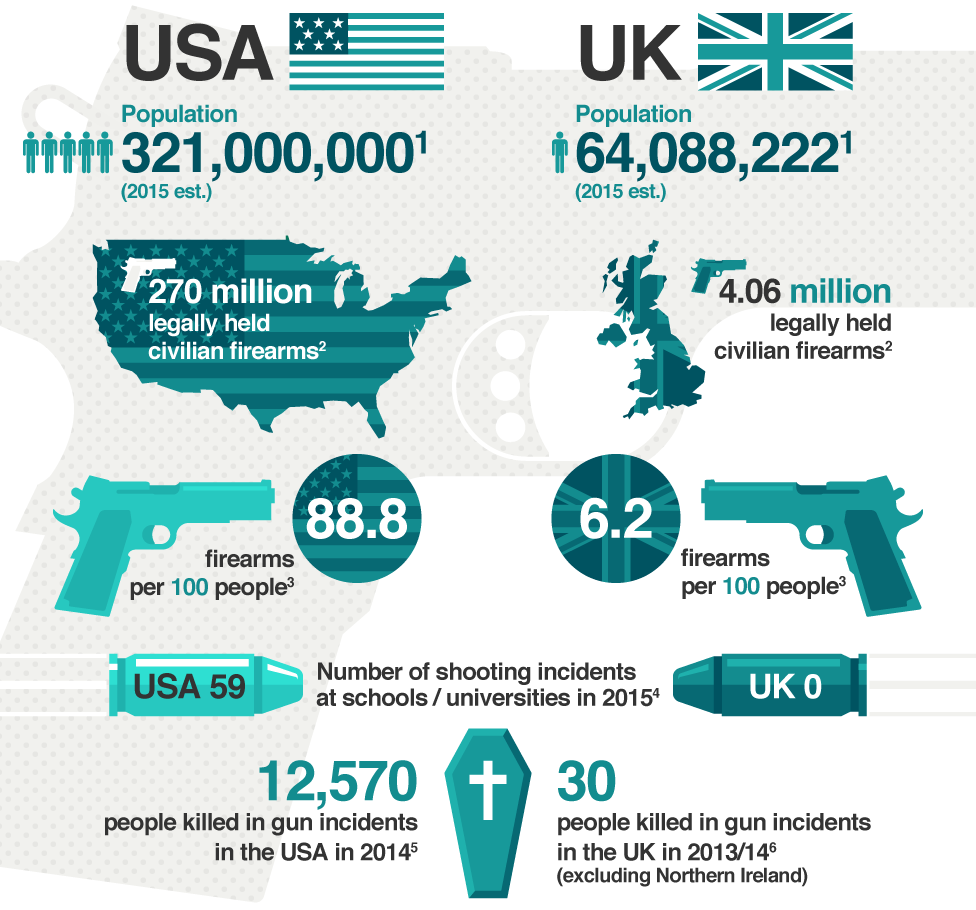 USA
Population
321,000,000¹
(2015 est.)
UK
Population
64,088,222¹
(2015 est.)
270 million
legally held
civilian firearms²
4.06 million
legally held
civilian firearms²
88.8
firearms
per 100 people³
6.2
firearms
per 100 people³
USA 59
Number of shooting incidents
at schools / universities in 2015⁴
UK 0
12,570
people killed in gun incidents
in the USA in 2014⁵
30
people killed in gun incidents
in the UK in 2013/14⁶
(excluding Northern Ireland)